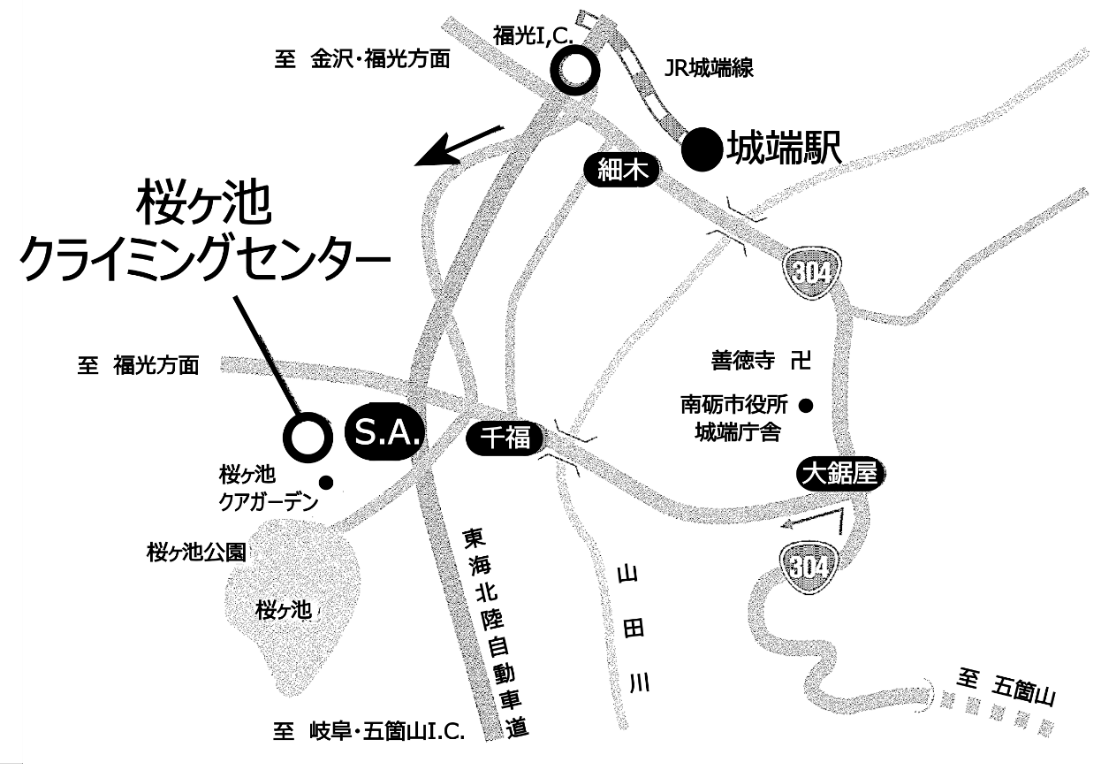 福光I,C.
至 金沢・福光方面
JR城端線
城端駅
細木
桜ヶ池
クライミングセンター
304
至 福光方面
善徳寺 卍
南砺市役所
城端庁舎
S.A.
千福
大鋸屋
桜ヶ池
クアガーデン
304
桜ヶ池公園
桜ヶ池
東海北陸自動車道
山田川
至 五箇山
至 岐阜・五箇山I.C.